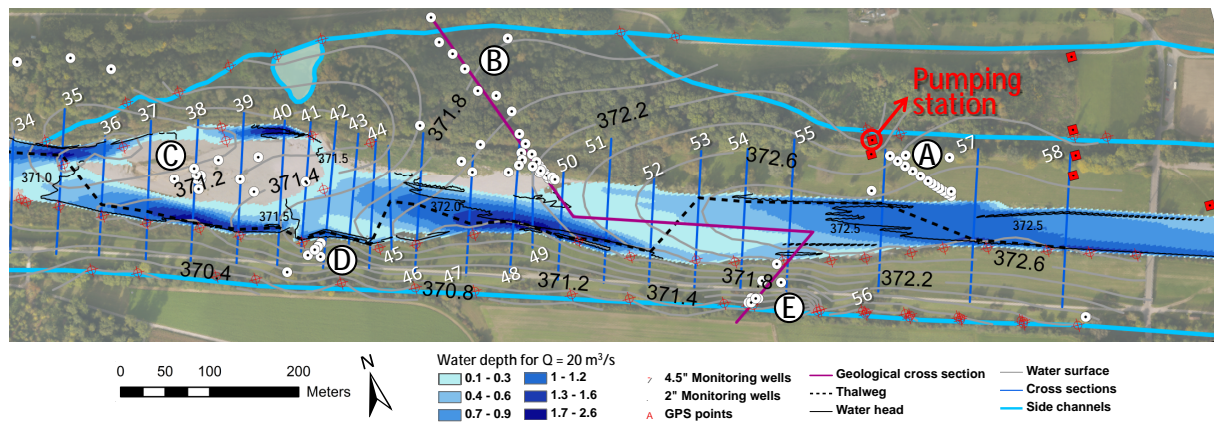 B
371.8
372.2
Pumping
station
35
34
36
37
38
39
40
41
42
43
44
C
371.5
371.0
371.2
371.4
371.5
372.0
50
51
52
53
54
55
372.6
A
57
58
372.5
372.5
D
45
46
47
48
49
370.4
370.8
371.2
371.4
371.8
E
56
372.2
372.6
0 50 100 200
Meters
N
Water depth for Q = 20 m³/s
0.1 - 0.3
0.4 - 0.6
0.7 - 0.9
1 - 1.2
1.3 - 1.6
1.7 - 2.6
4.5" Monitoring wells
2" Monitoring wells
A GPS points
Geological cross section
Thalweg
Water head
Water surface
Cross sections
Side channels